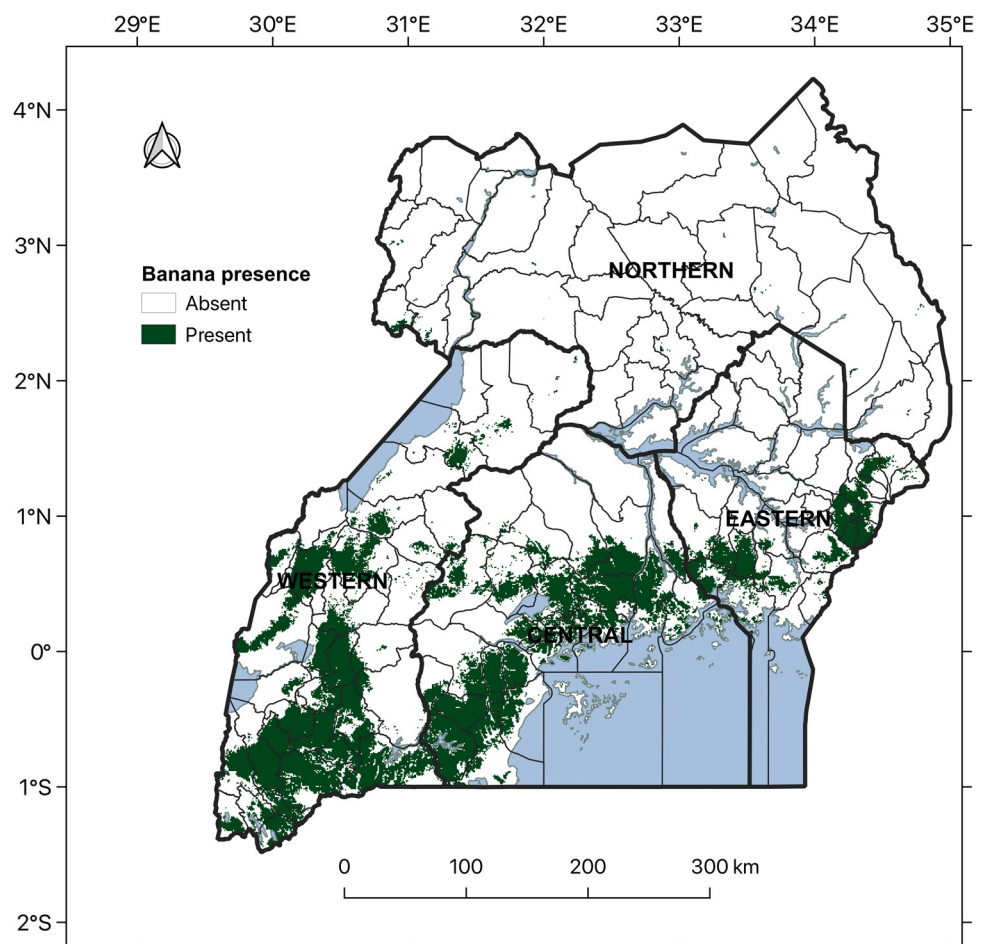 29°E 30°E 31°E 32°E 33°E 34°E 35°E
4°N
3°N
Banana presence
Absent
Present
NORTHERN
2°N
1°N
EASTERN
WESTERN
CENTRAL
0°
1°S
0 100 200 300 km
2°S